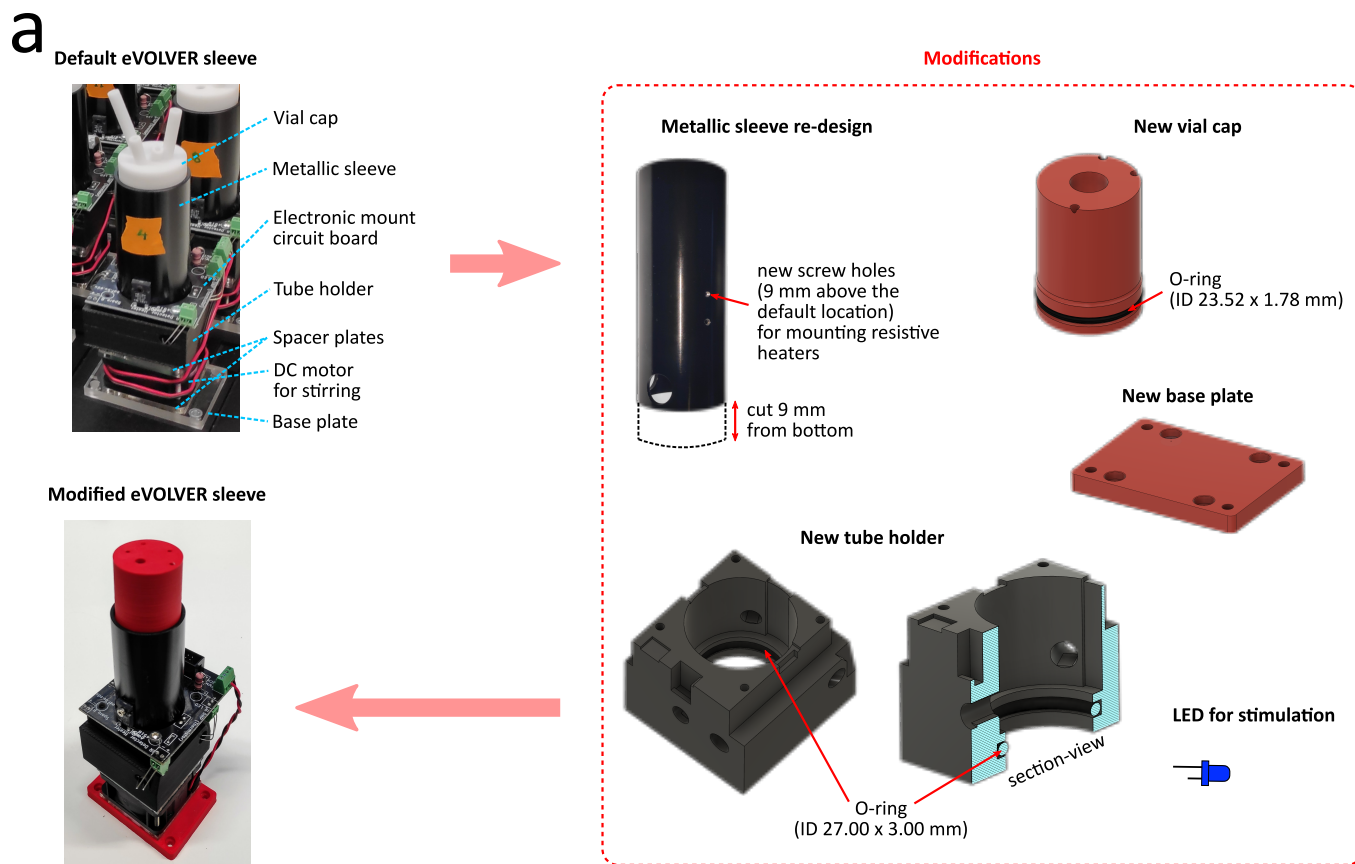 a
Default eVOLVER sleeve
Vial cap
Metallic sleeve
Electronic mount
circuit board
Tube holder
Spacer plates
DC motor
for stirring
Base plate
4
Modified eVOLVER sleeve
Modifications
Metallic sleeve re-design
new screw holes
(9 mm above the
default location)
for mounting resistive
heaters
cut 9 mm
from bottom
New vial cap
O-ring
(ID 23.52 x 1.78 mm)
New base plate
New tube holder
section-view
O-ring
(ID 27.00 x 3.00 mm)
LED for stimulation